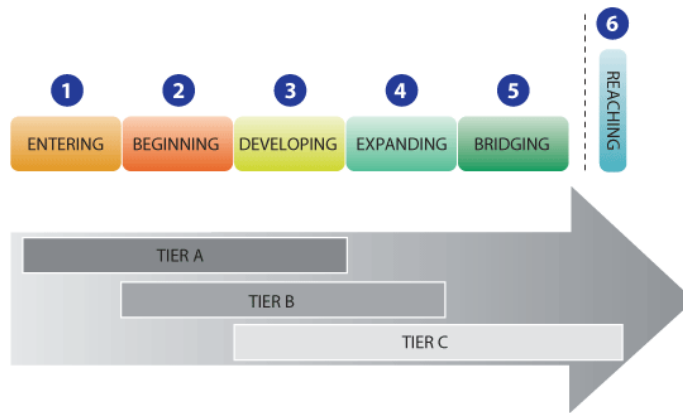 1 2 3 4 5 6
ENTERING BEGINNING DEVELOPING EXPANDING BRIDGING REACHING
TIER A
TIER B
TIER C